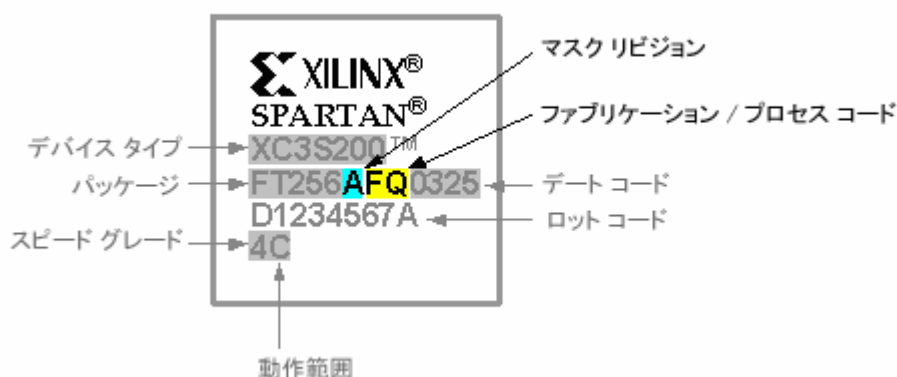 マスク リビジョン
XILINX®
SPARTAN®
ファブリケーション / プロセス コード
デバイス タイプ
XC3S200™
パッケージ
FT256AFQ0325
デート コード
D1234567A
ロット コード
スピード グレード
4C
動作範囲